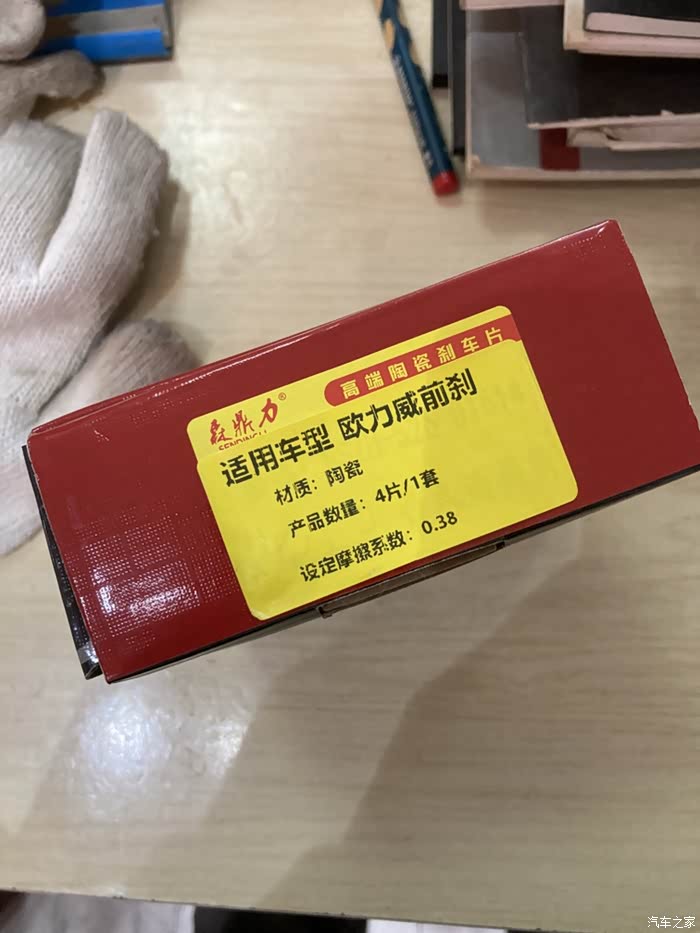 高端陶瓷刹车片
森鼎力®
SENDINGLI
适用车型 欧力威前刹
材质：陶瓷
产品数量：4片/1套
设定摩擦系数：0.38
汽车之家